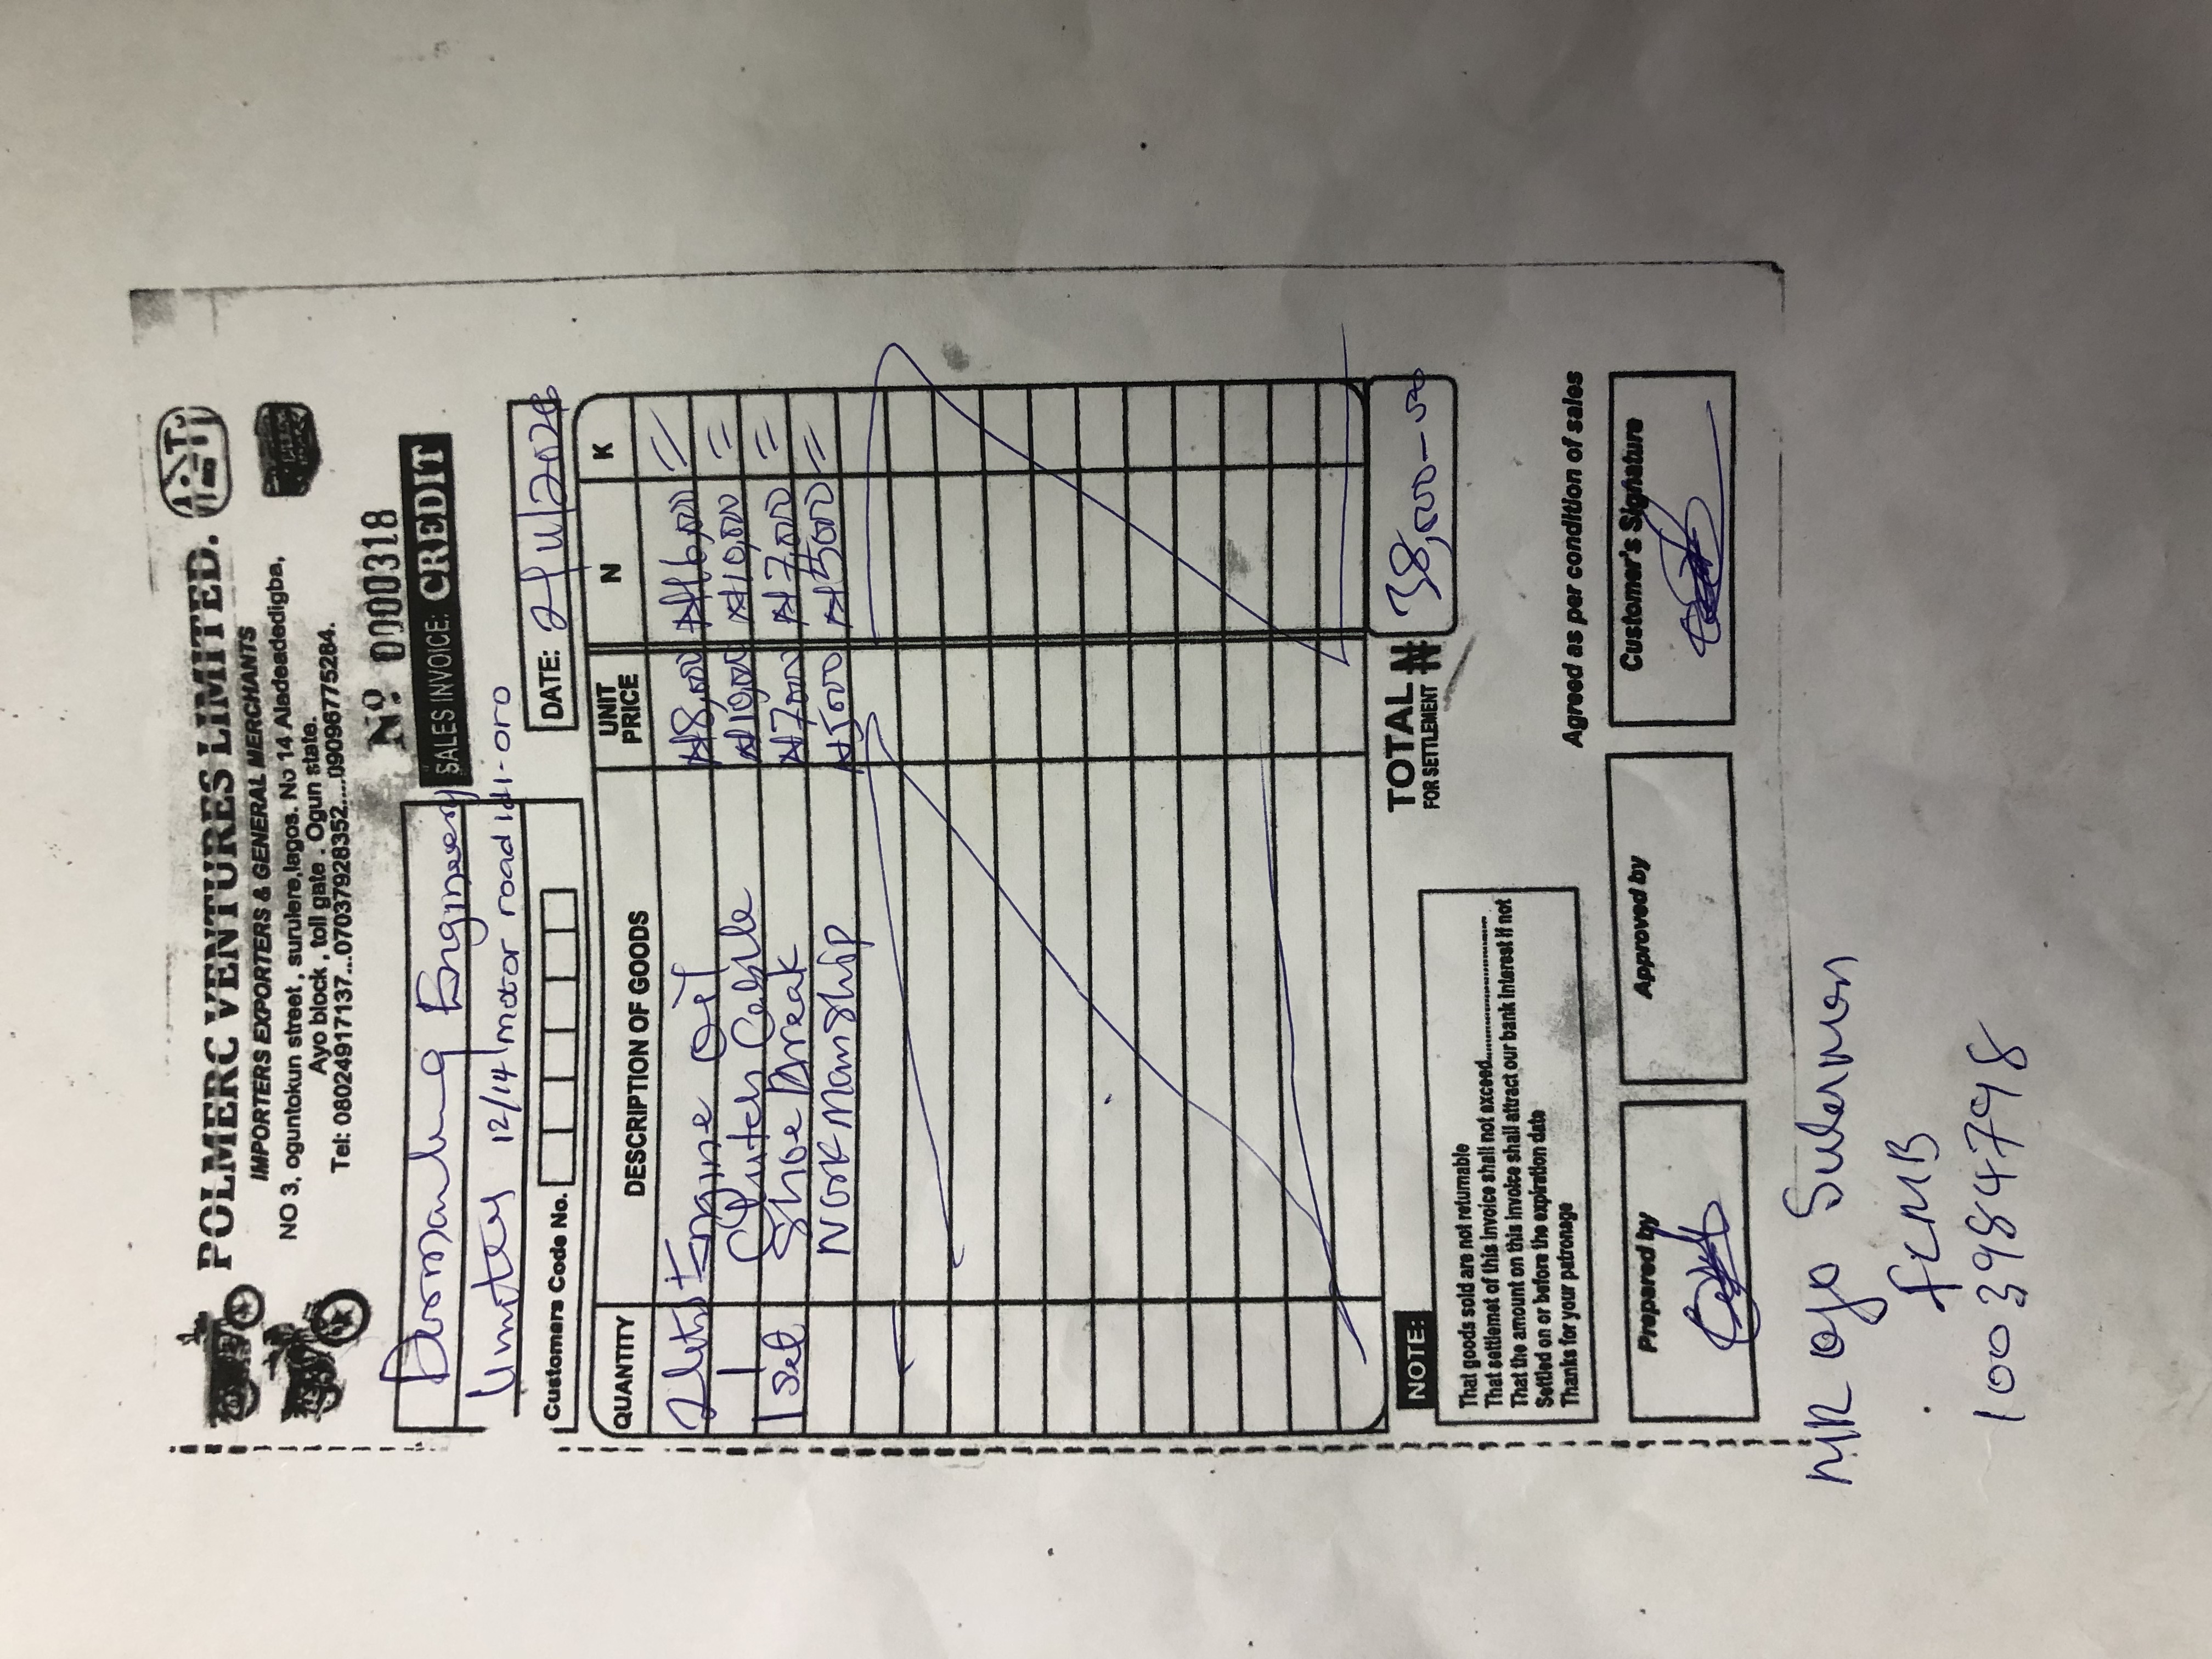 POLMERC VENTURES LIMITED.
IMPORTERS EXPORTERS & GENERAL MERCHANTS
NO 3, oguntokun street , surulere,lagos. No 14 Aladeadedigba,
Ayo block , toll gate . Ogun state.
Tel: 08024917137...07037928352....09096775284.
Nº 0000318
SALES INVOICE: CREDIT
Engineery
12/14 motor road idi-oro
Customers Code No.
DATE:
QUANTITY DESCRIPTION OF GOODS UNIT PRICE N K
Engine Oil ₦8,000 ₦16,000 =
1 Clutch Cable ₦10,000 ₦10,000 =
1 set Shoe Break ₦7,000 ₦7,000 =
Workmanship ₦5000 ₦5000 =
TOTAL ₦ 38,000-00
FOR SETTLEMENT
NOTE:
That goods sold are not returnable
That settlemet of this invoice shall not exceed..............................
That the amount on this invoice shall attract our bank interest if not
Settled on or before the expiration date
Thanks for your patronage
Agreed as per condition of sales
Prepared by Approved by Customer's Signature
MR Ojo Suleman
FCMB
1003984798